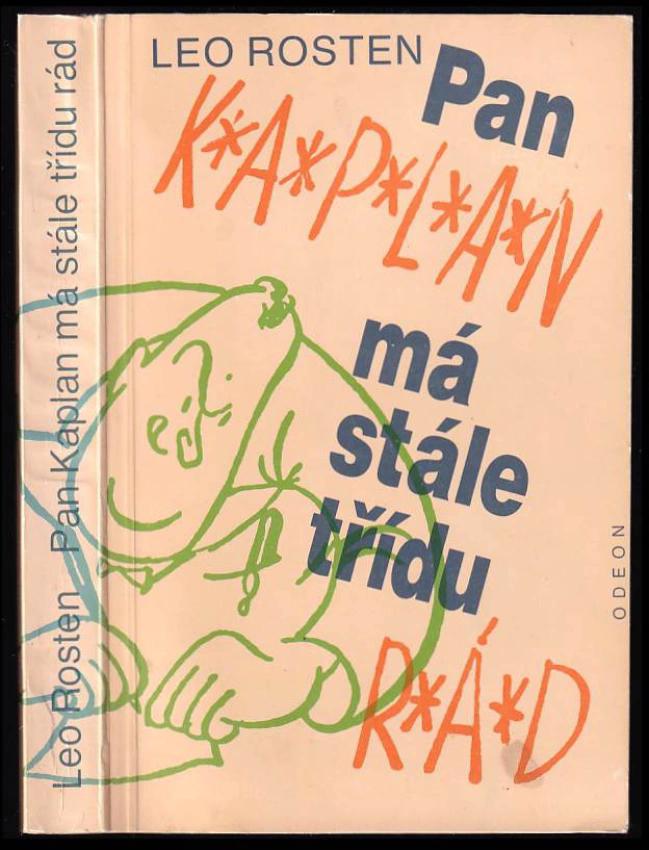 Leo Rosten Pan Kaplan má stále třídu rád
LEO ROSTEN
Pan
K*A*P*L*A*N
má
stále
třídu
R*Á*D
ODEON